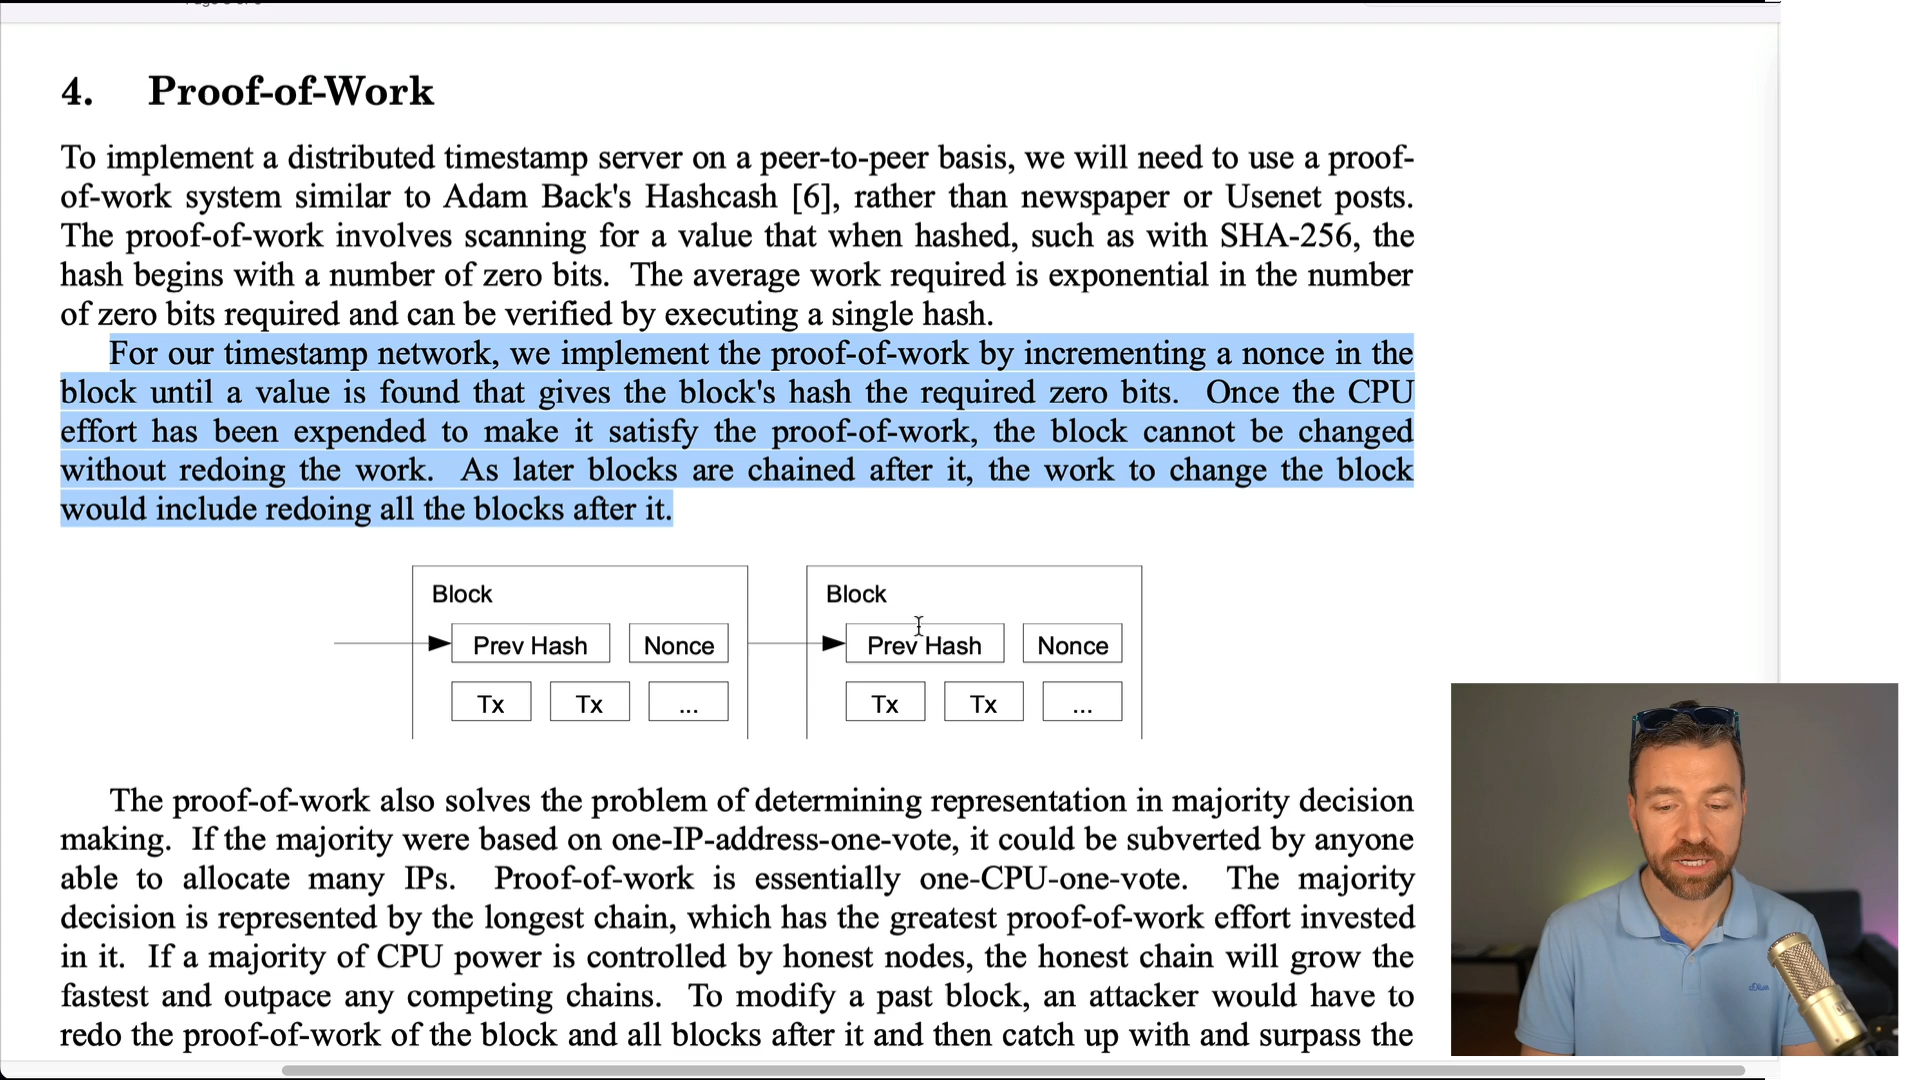 4. Proof-of-Work
To implement a distributed timestamp server on a peer-to-peer basis, we will need to use a proof-
of-work system similar to Adam Back's Hashcash [6], rather than newspaper or Usenet posts.
The proof-of-work involves scanning for a value that when hashed, such as with SHA-256, the
hash begins with a number of zero bits. The average work required is exponential in the number
of zero bits required and can be verified by executing a single hash.
For our timestamp network, we implement the proof-of-work by incrementing a nonce in the
block until a value is found that gives the block's hash the required zero bits. Once the CPU
effort has been expended to make it satisfy the proof-of-work, the block cannot be changed
without redoing the work. As later blocks are chained after it, the work to change the block
would include redoing all the blocks after it.
Block Block
Prev Hash Nonce Prev Hash Nonce
Tx Tx ... Tx Tx ...
The proof-of-work also solves the problem of determining representation in majority decision
making. If the majority were based on one-IP-address-one-vote, it could be subverted by anyone
able to allocate many IPs. Proof-of-work is essentially one-CPU-one-vote. The majority
decision is represented by the longest chain, which has the greatest proof-of-work effort invested
in it. If a majority of CPU power is controlled by honest nodes, the honest chain will grow the
fastest and outpace any competing chains. To modify a past block, an attacker would have to
redo the proof-of-work of the block and all blocks after it and then catch up with and surpass the